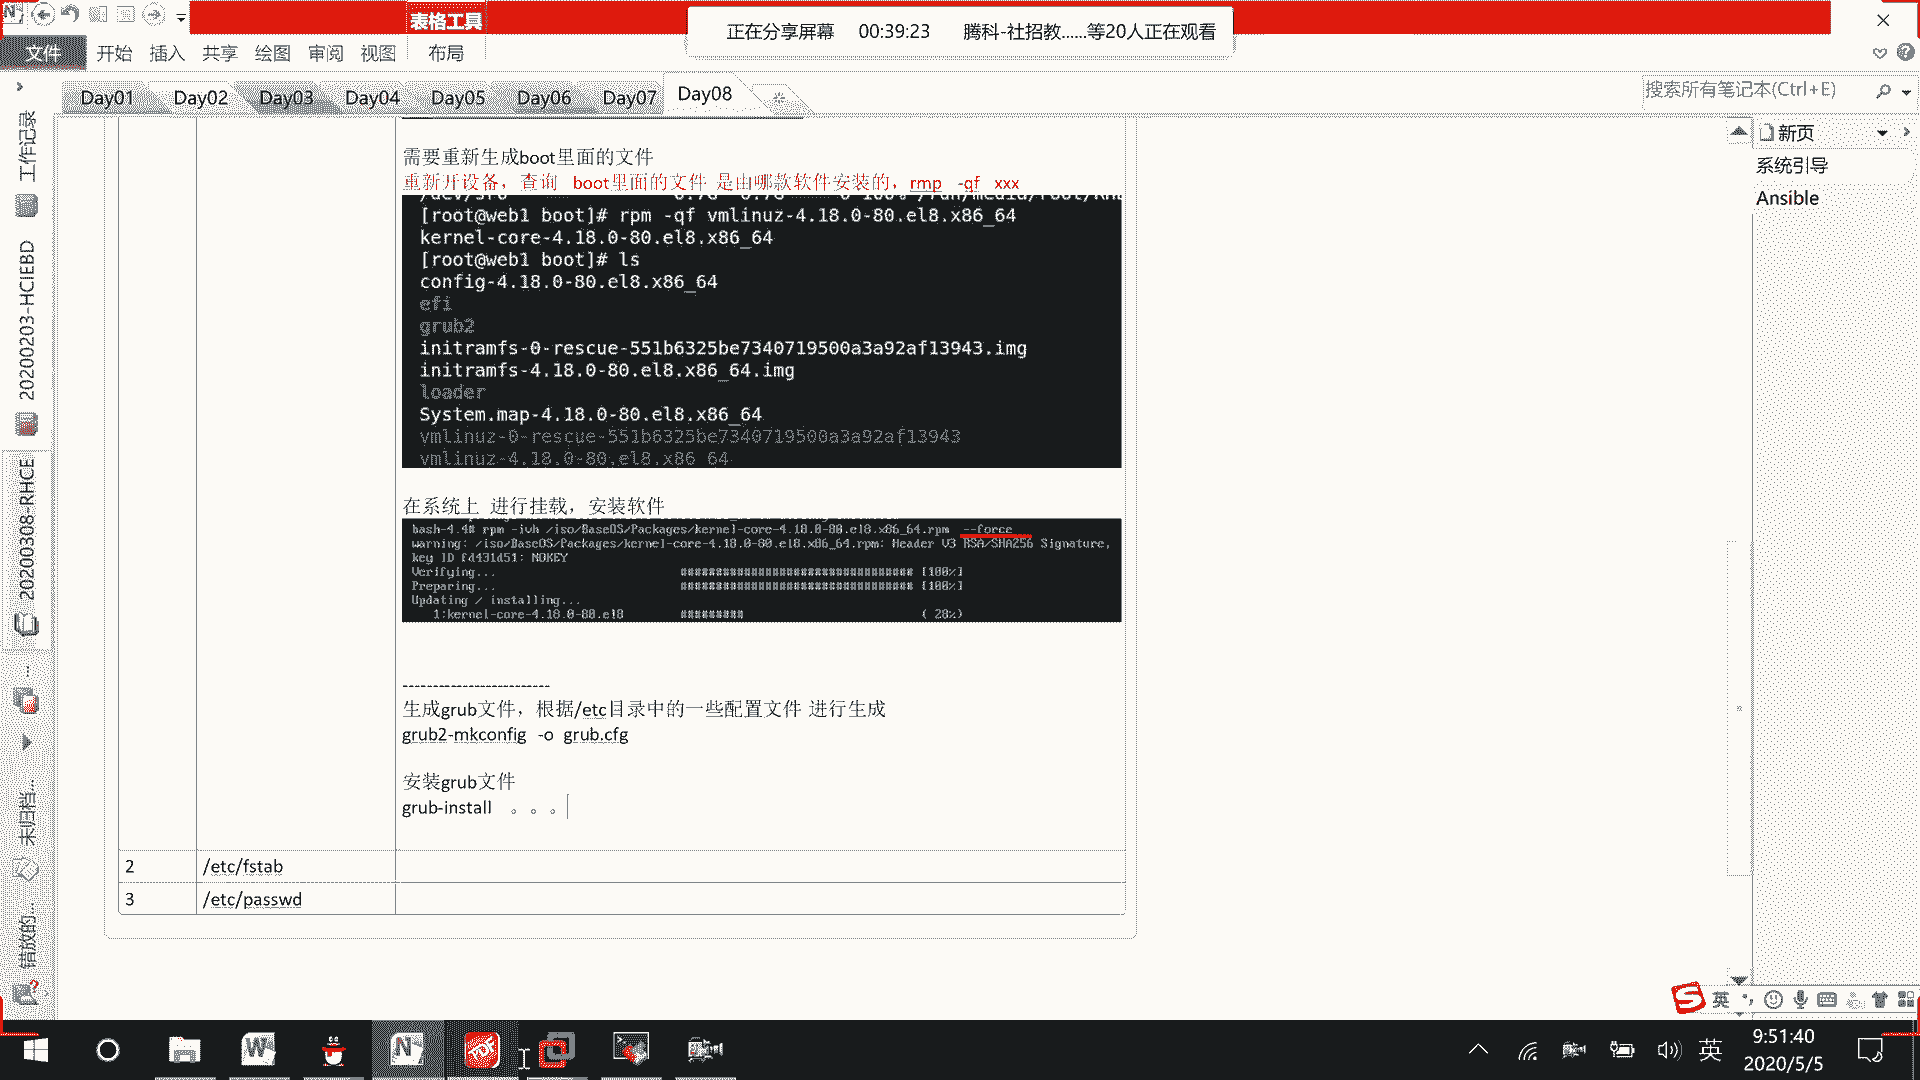 表格工具
正在分享屏幕 00:39:23 腾科-社招教......等20人正在观看
文件 开始 插入 共享 绘图 审阅 视图 布局
Day01 Day02 Day03 Day04 Day05 Day06 Day07 Day08
搜索所有笔记本(Ctrl+E)
新页
系统引导
Ansible
工作记录
20200203-HCIEBD
20200308-RHCE
...
未归档...
错放的...
需要重新生成boot里面的文件
重新开设备，查询 boot里面的文件 是由哪款软件安装的，rmp -qf xxx
[root@web1 boot]# rpm -qf vmlinuz-4.18.0-80.el8.x86_64
kernel-core-4.18.0-80.el8.x86_64
[root@web1 boot]# ls
config-4.18.0-80.el8.x86_64
efi
grub2
initramfs-0-rescue-551b6325be7340719500a3a92af13943.img
initramfs-4.18.0-80.el8.x86_64.img
loader
System.map-4.18.0-80.el8.x86_64
vmlinuz-0-rescue-551b6325be7340719500a3a92af13943
vmlinuz-4.18.0-80.el8.x86_64
在系统上 进行挂载，安装软件
bash-4.4# rpm -ivh /iso/BaseOS/Packages/kernel-core-4.18.0-80.el8.x86_64.rpm --force
warning: /iso/BaseOS/Packages/kernel-core-4.18.0-80.el8.x86_64.rpm: Header V3 RSA/SHA256 Signature,
key ID fd431d51: NOKEY
Verifying... ################################# [100%]
Preparing... ################################# [100%]
Updating / installing...
1:kernel-core-4.18.0-80.el8 ######### ( 28%)
------------------------
生成grub文件，根据/etc目录中的一些配置文件 进行生成
grub2-mkconfig -o grub.cfg
安装grub文件
grub-install 。。。
2 /etc/fstab
3 /etc/passwd
英
英
9:51:40
2020/5/5